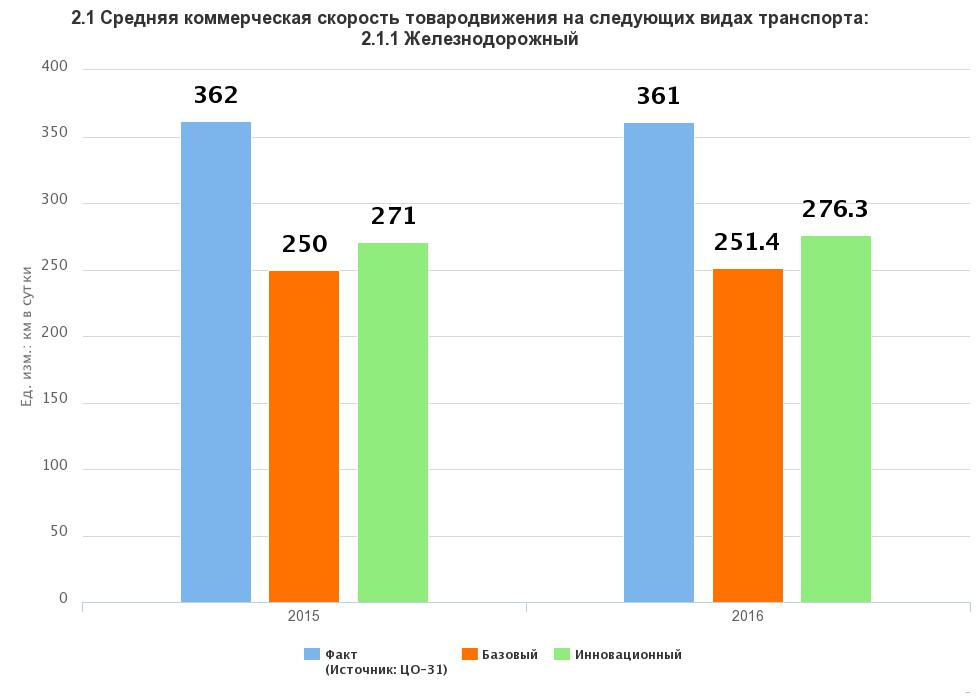 2.1 Средняя коммерческая скорость товародвижения на следующих видах транспорта:
2.1.1 Железнодорожный
Ед. изм.: км в сутки
400
350
300
250
200
150
100
50
0
362
250
271
361
251.4
276.3
2015
2016
Факт
(Источник: ЦО-31)
Базовый
Инновационный